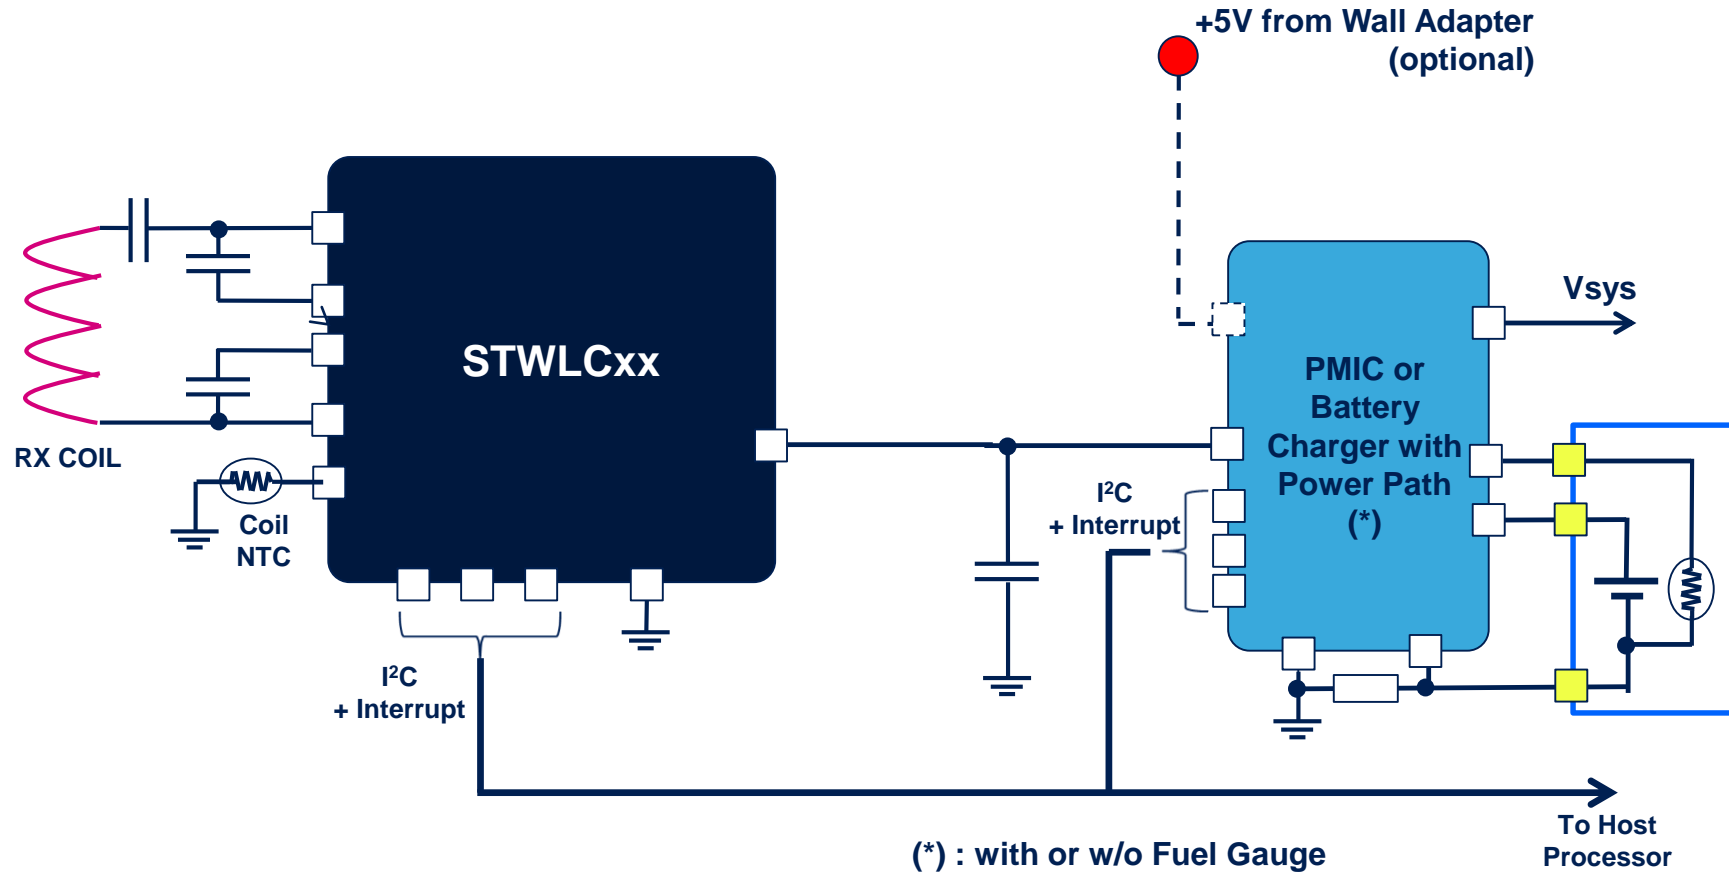 +5V from Wall Adapter
(optional)
Vsys
STWLCxx
PMIC or
Battery
Charger with
Power Path
(*)
RX COIL
Coil
NTC
I²C
+ Interrupt
I²C
+ Interrupt
To Host
Processor
(*) : with or w/o Fuel Gauge